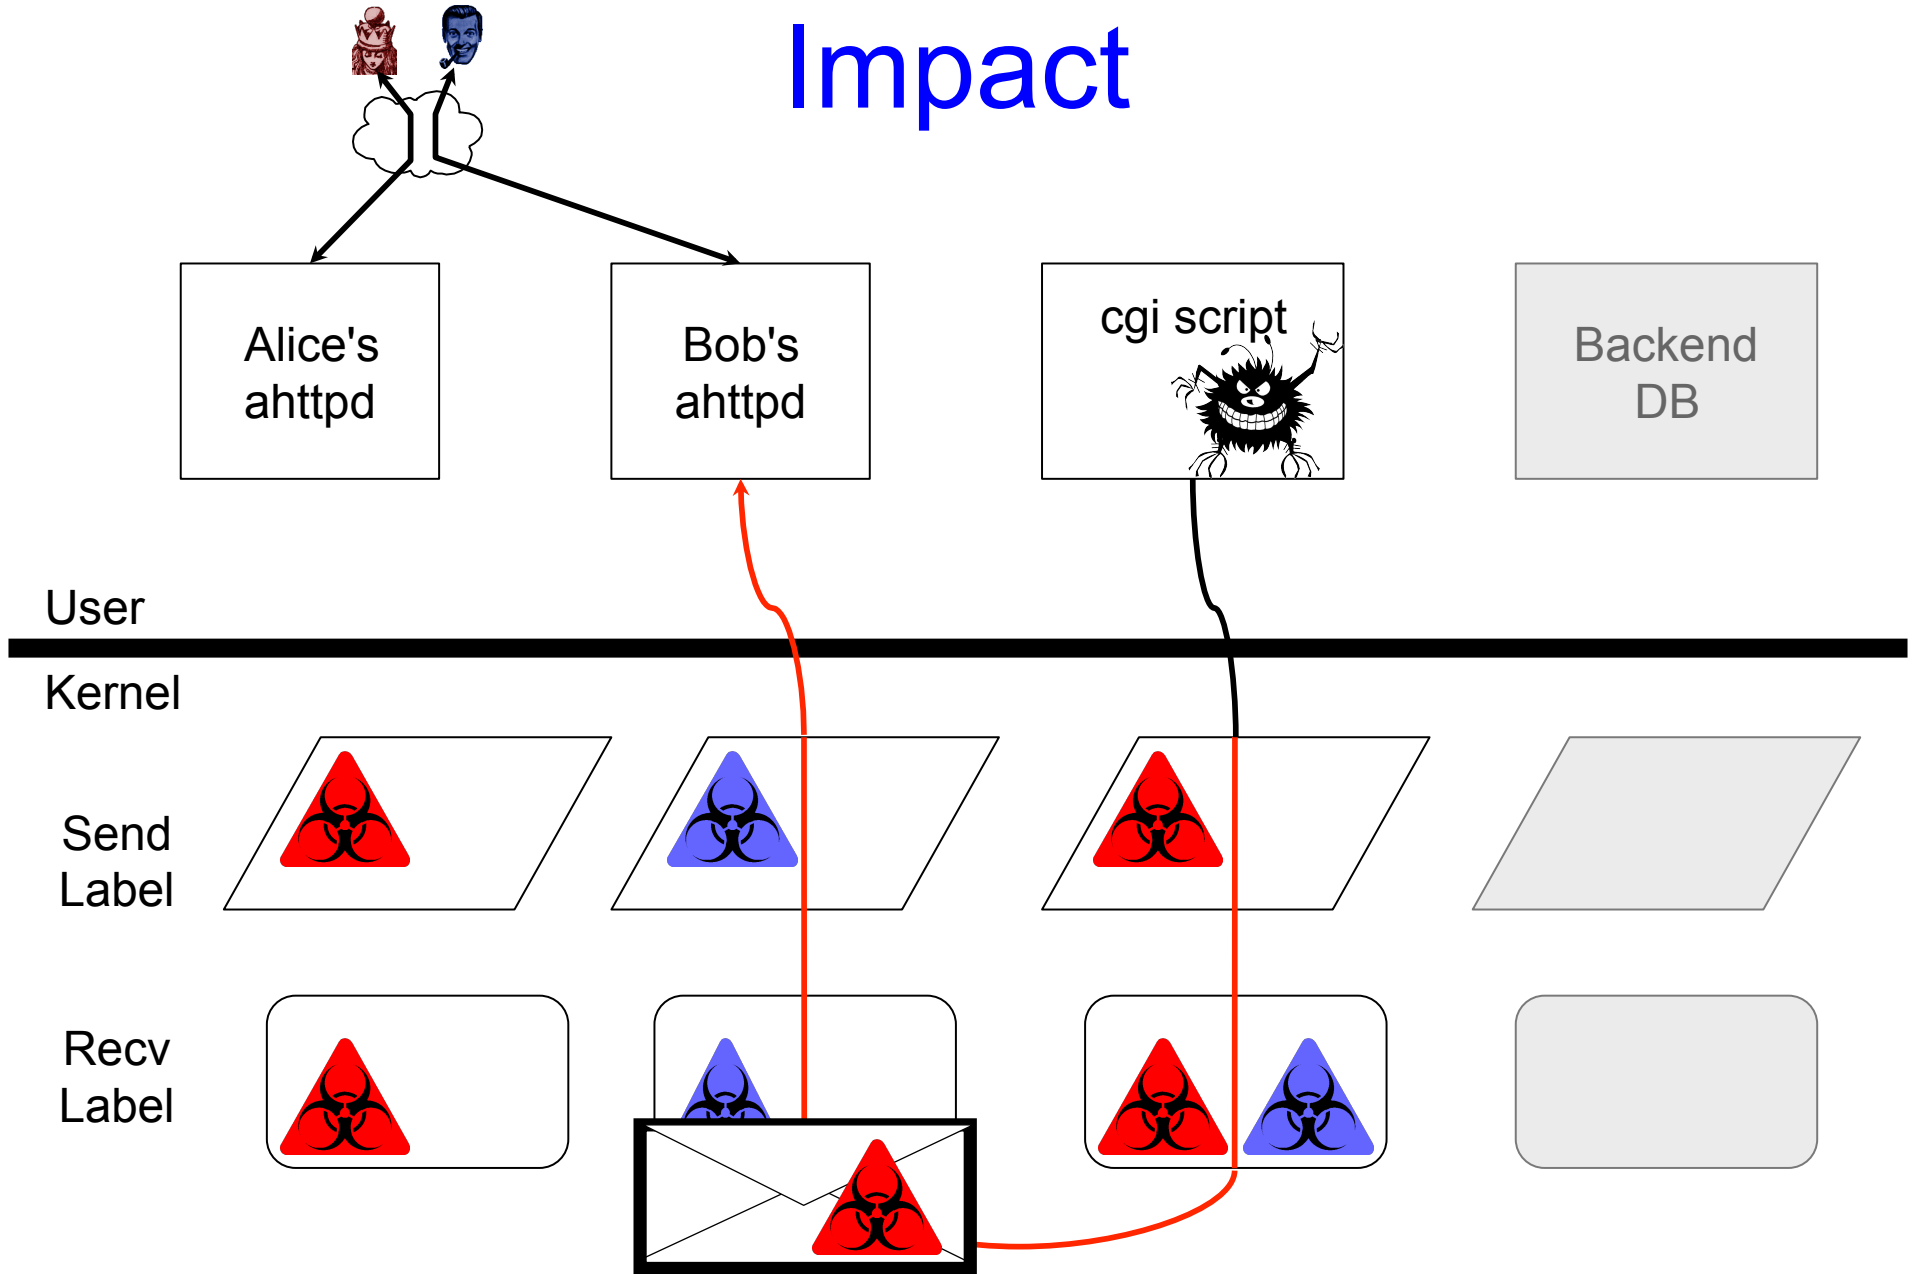 Impact
Alice's
ahttpd
Bob's
ahttpd
cgi script
Backend
DB
User
Kernel
Send
Label
Recv
Label